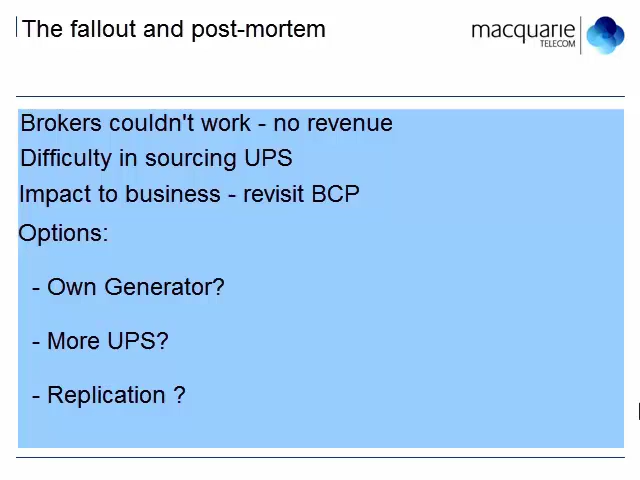 The fallout and post-mortem
macquarie
TELECOM
Brokers couldn't work - no revenue
Difficulty in sourcing UPS
Impact to business - revisit BCP
Options:
- Own Generator?
- More UPS?
- Replication ?